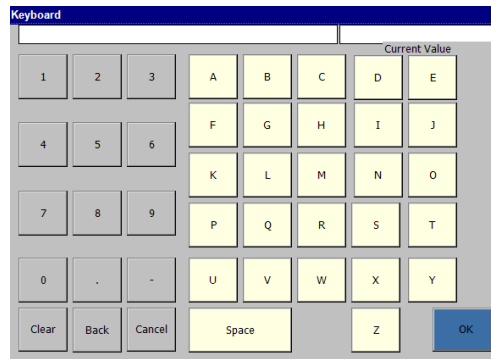 Keyboard
Current Value
1 2 3 A B C D E
F G H I J
4 5 6
K L M N O
7 8 9
P Q R S T
0 . - U V W X Y
Clear Back Cancel Space Z OK